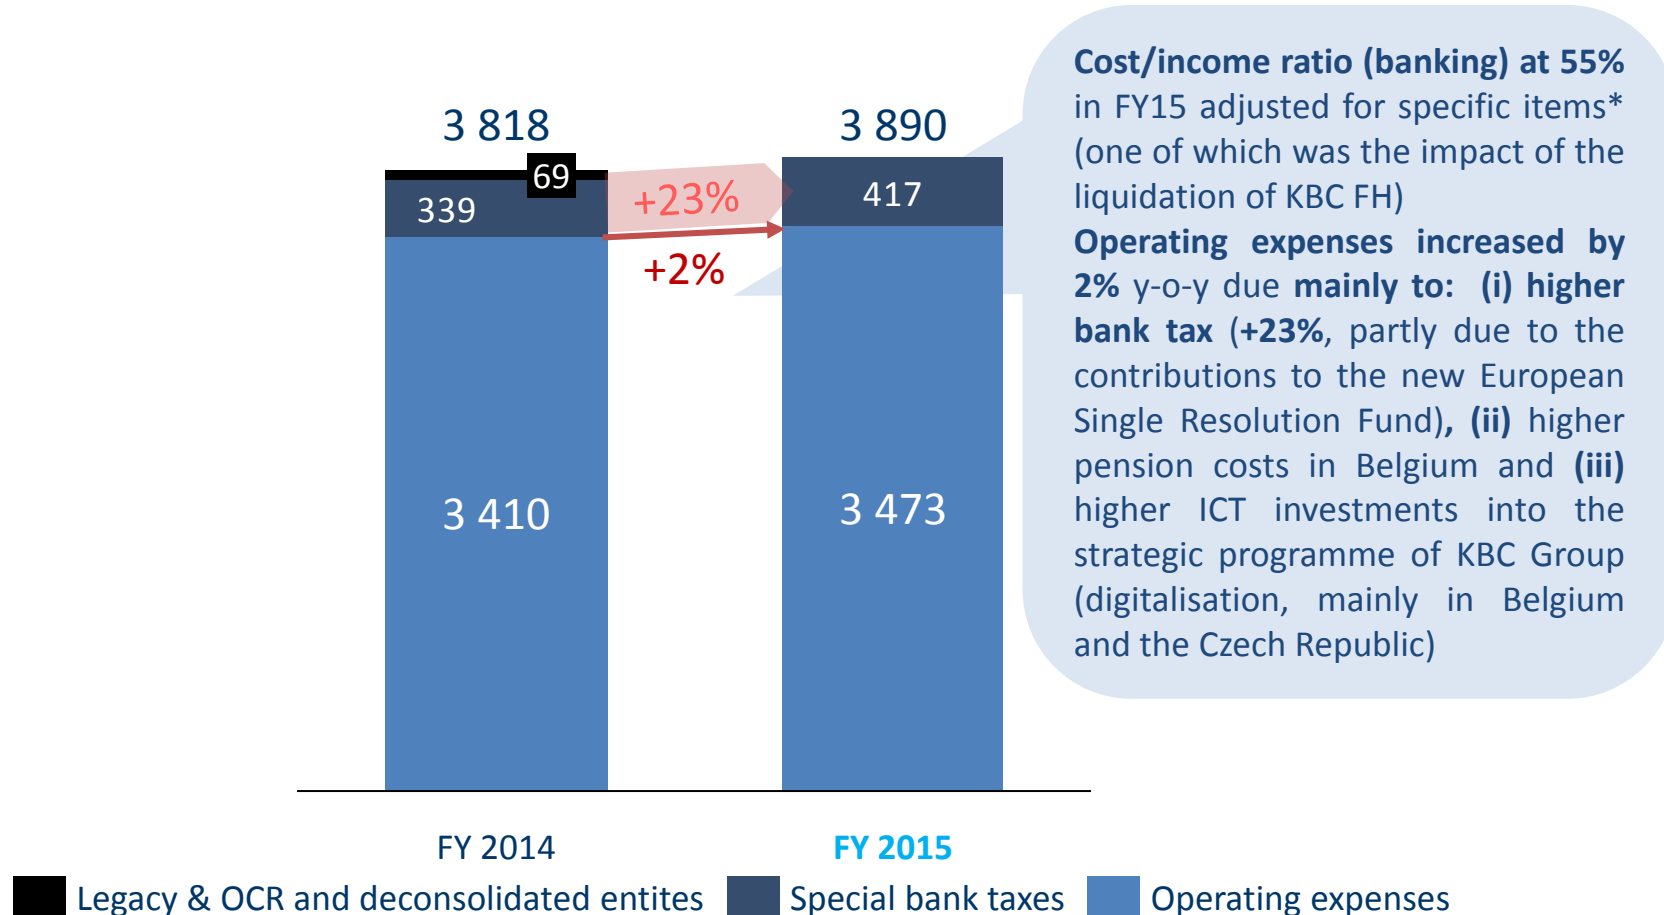 3 818
3 890
69
339
+23%
417
+2%
3 410
3 473
FY 2014
FY 2015
Cost/income ratio (banking) at 55%
in FY15 adjusted for specific items*
(one of which was the impact of the
liquidation of KBC FH)
Operating expenses increased by
2% y-o-y due mainly to: (i) higher
bank tax (+23%, partly due to the
contributions to the new European
Single Resolution Fund), (ii) higher
pension costs in Belgium and (iii)
higher ICT investments into the
strategic programme of KBC Group
(digitalisation, mainly in Belgium
and the Czech Republic)
Legacy & OCR and deconsolidated entites
Special bank taxes
Operating expenses